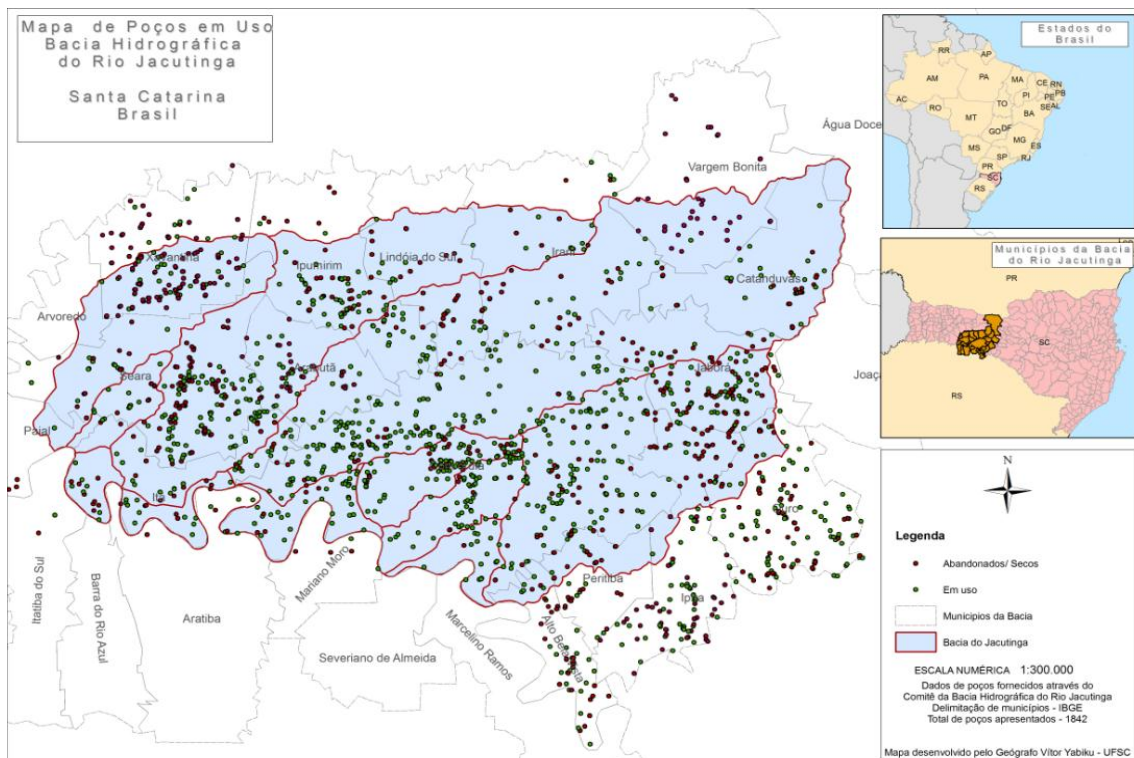 Mapa de Poços em Uso
Bacia Hidrográfica
do Rio Jacutinga
Santa Catarina
Brasil
Água Doce
Vargem Bonita
Xavantina
Ipumirim
Lindóia do Sul
Irani
Catanduvas
Arvoredo
Seara
Arabutã
Jaborá
Joaça
Paial
Itá
Ouro
Itatiba do Sul
Barra do Rio Azul
Aratiba
Mariano Moro
Severiano de Almeida
Marcelino Ramos
Alto Bela Vista
Peritiba
Ipira
Estados do
Brasil
RR
AP
AM
PA
MA
CE
RN
PB
PE
PI
AL
SE
AC
RO
TO
BA
MT
GO
DF
MG
ES
MS
SP
RJ
PR
SC
RS
Municípios da Bacia
do Rio Jacutinga
PR
SC
RS
N
Legenda
Abandonados/ Secos
Em uso
Municípios da Bacia
Bacia do Jacutinga
ESCALA NUMÉRICA 1:300.000
Dados de poços fornecidos através do
Comitê da Bacia Hidrográfica do Rio Jacutinga
Delimitação de municípios - IBGE
Total de poços apresentados - 1842
Mapa desenvolvido pelo Geógrafo Vítor Yabiku - UFSC